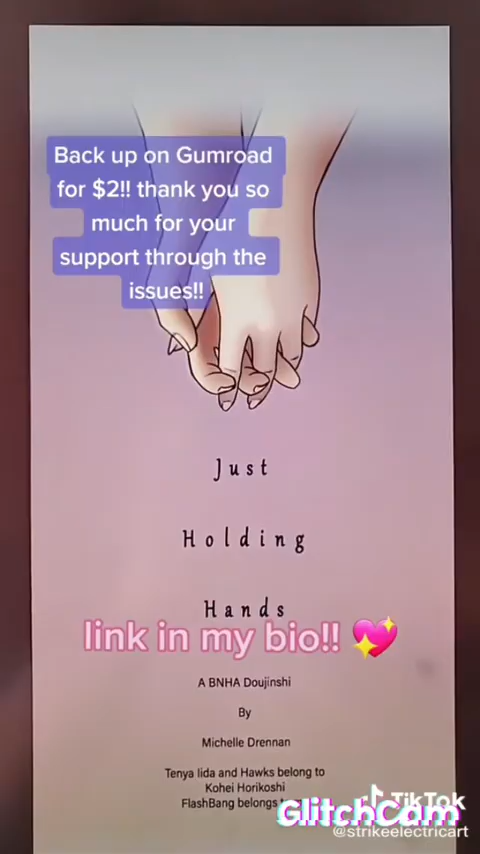 Back up on Gumroad
for $2!! thank you so
much for your
support through the
issues!!
Just
Holding
Hands
link in my bio!! 💖
A BNHA Doujinshi
By
Michelle Drennan
Tenya Iida and Hawks belong to
Kohei Horikoshi
FlashBang belongs
TikTok
GlitchCam
@strikeelectricart